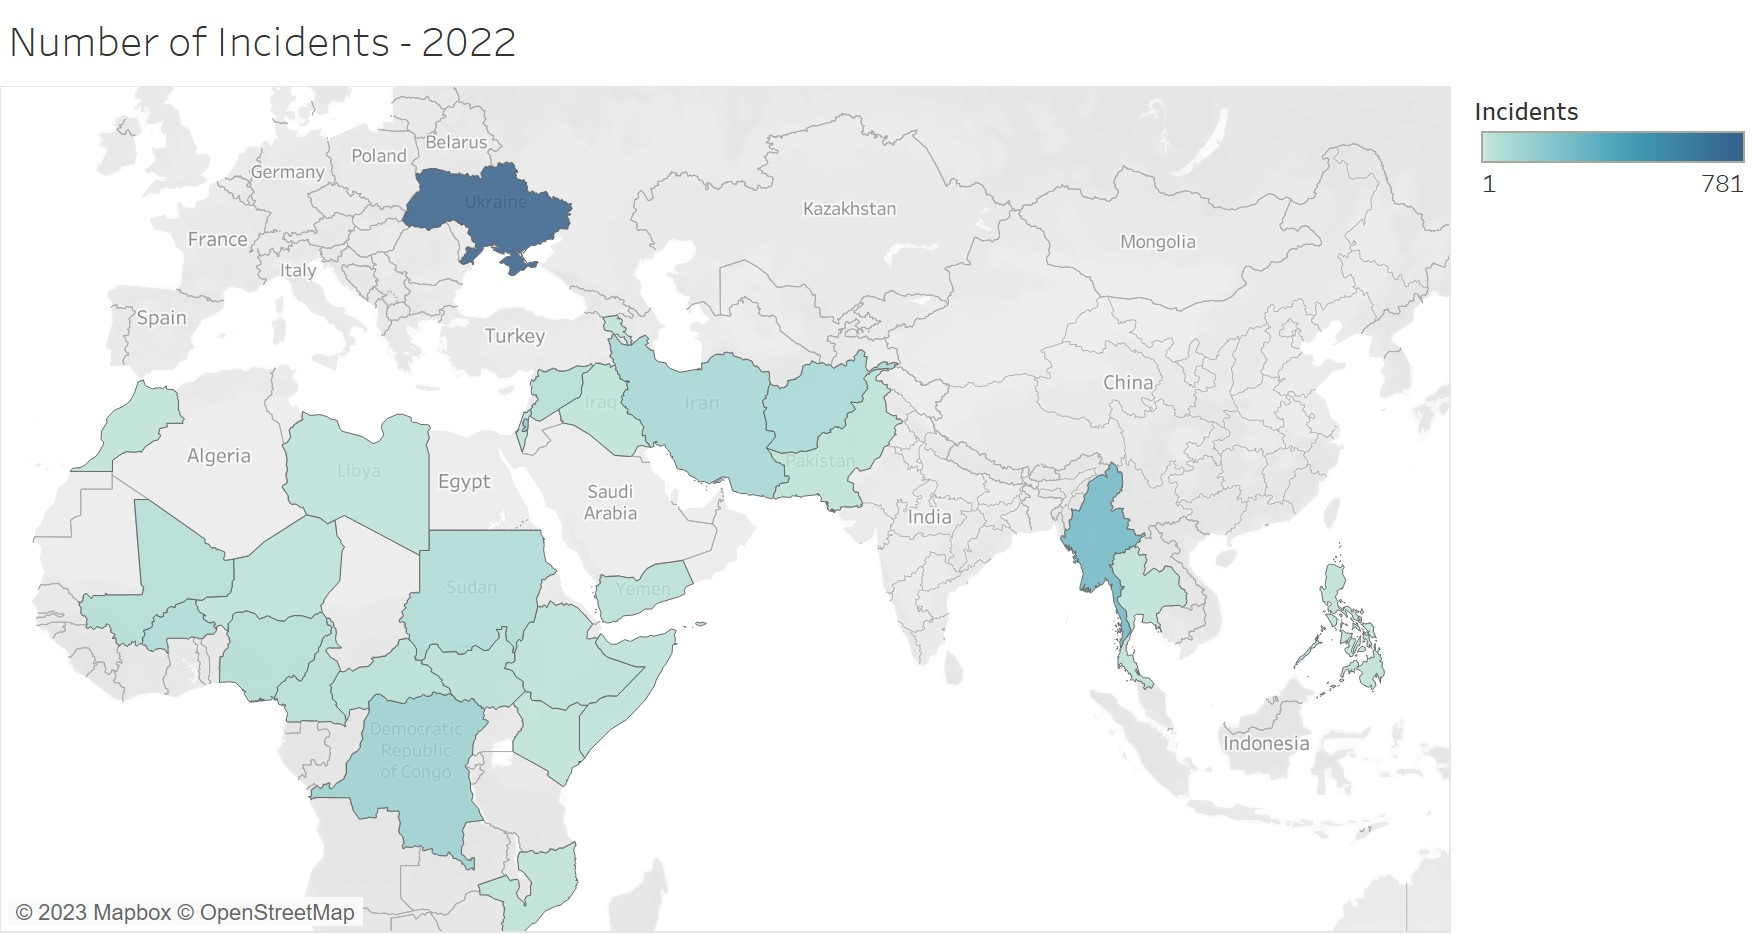 Number of Incidents - 2022
Incidents
1
781
Belarus
Poland
Germany
Ukraine
Kazakhstan
France
Mongolia
Italy
Spain
Turkey
China
Iraq
Iran
Algeria
Libya
Egypt
Pakistan
Saudi
Arabia
India
Sudan
Yemen
Democratic
Republic
of Congo
Indonesia
© 2023 Mapbox © OpenStreetMap